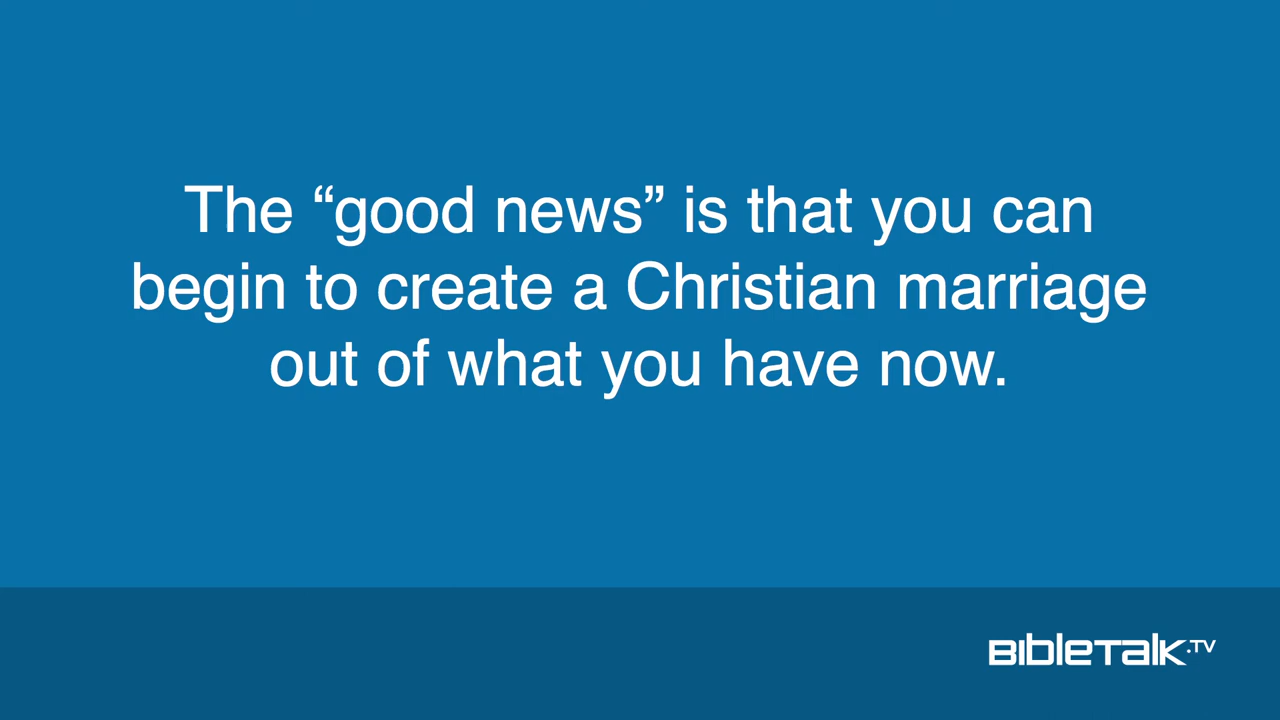 The “good news” is that you can
begin to create a Christian marriage
out of what you have now.
BIBLETALK.TV